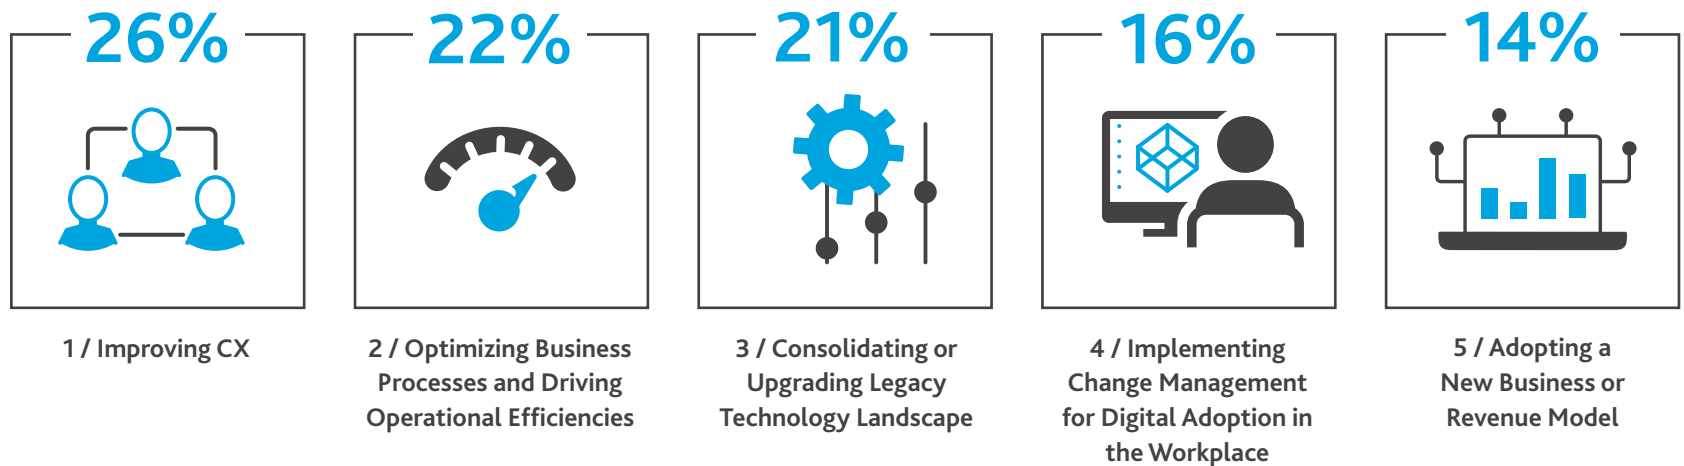 26%
22%
21%
16%
14%
1 / Improving CX
2 / Optimizing Business
Processes and Driving
Operational Efficiencies
3 / Consolidating or
Upgrading Legacy
Technology Landscape
4 / Implementing
Change Management
for Digital Adoption in
the Workplace
5 / Adopting a
New Business or
Revenue Model